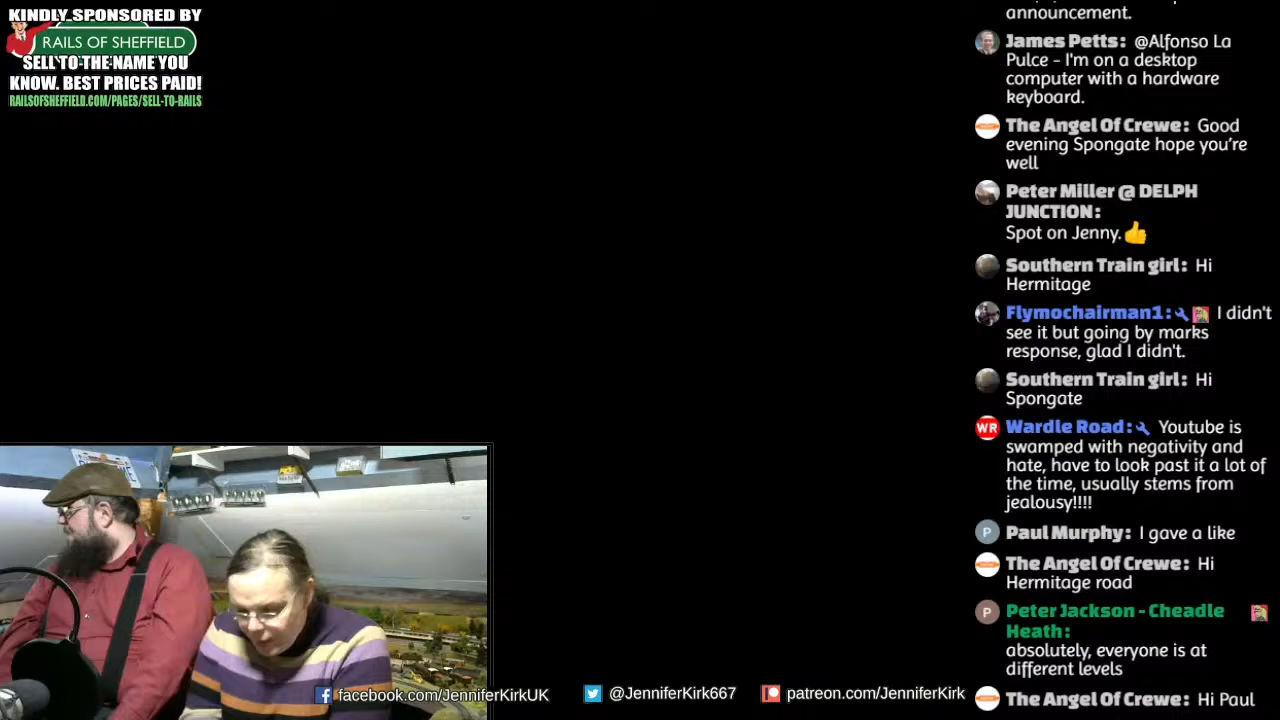 KINDLY SPONSORED BY
RAILS OF SHEFFIELD
SELL TO THE NAME YOU
KNOW. BEST PRICES PAID!
RAILSOFSHEFFIELD.COM/PAGES/SELL-TO-RAILS
announcement.
James Petts: @Alfonso La
Pulce - I'm on a desktop
computer with a hardware
keyboard.
The Angel Of Crewe: Good
evening Spongate hope you're
well
Peter Miller @ DELPH
JUNCTION:
Spot on Jenny.👍
Southern Train girl: Hi
Hermitage
Flymochairman1: I didn't
see it but going by marks
response, glad I didn't.
Southern Train girl: Hi
Spongate
WR Wardle Road: Youtube is
swamped with negativity and
hate, have to look past it a lot of
the time, usually stems from
jealousy!!!!
P Paul Murphy: I gave a like
The Angel Of Crewe: Hi
Hermitage road
P Peter Jackson - Cheadle
Heath:
absolutely, everyone is at
different levels
The Angel Of Crewe: Hi Paul
facebook.com/JenniferKirkUK
@JenniferKirk667
patreon.com/JenniferKirk